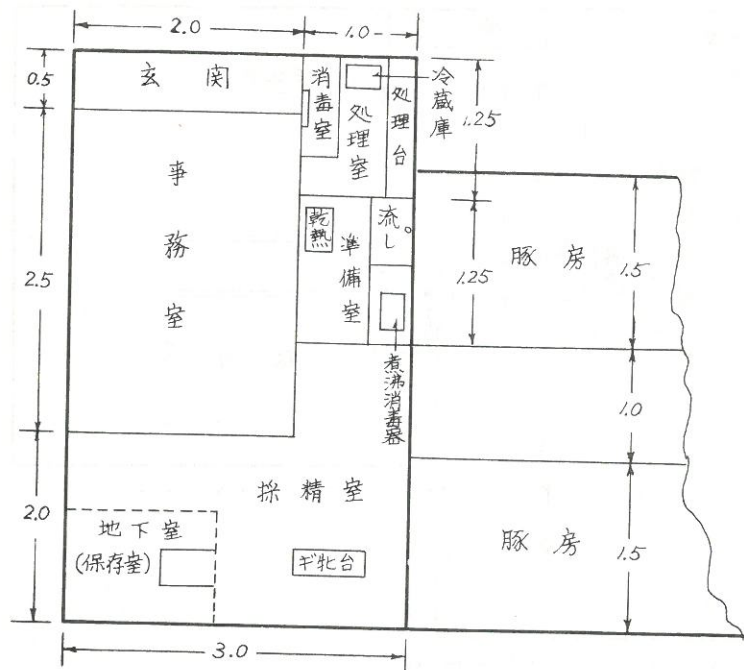 2.0
1.0
0.5
玄関
消毒室
処理室
処理台
冷蔵庫
1.25
事務室
2.5
乾熱
準備室
流し
1.25
豚房
1.5
煮沸消毒器
1.0
採精室
2.0
地下室
(保存室)
ギ牝台
豚房
1.5
3.0